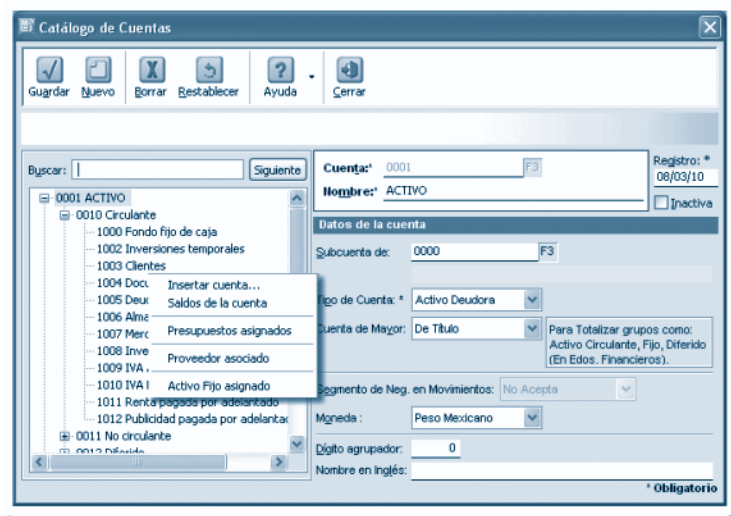 Catálogo de Cuentas
Guardar Nuevo Borrar Restablecer Ayuda Cerrar
Buscar: Siguiente
0001 ACTIVO
0010 Circulante
1000 Fondo fijo de caja
1002 Inversiones temporales
1003 Clientes
1004 Docu
1005 Deud
1006 Alma
1007 Merc
1008 Inve
1009 IVA
1010 IVA
1011 Renta pagada por adelantado
1012 Publicidad pagada por adelantac
0011 No circulante
0012 Diferido
Insertar cuenta...
Saldos de la cuenta
Presupuestos asignados
Proveedor asociado
Activo Fijo asignado
Cuenta:* 0001 F3
Nombre:* ACTIVO
Registro: *
08/03/10
Inactiva
Datos de la cuenta
Subcuenta de: 0000 F3
Tipo de Cuenta: * Activo Deudora
Cuenta de Mayor: De Título
Para Totalizar grupos como:
Activo Circulante, Fijo, Diferido
(En Edos. Financieros).
Segmento de Neg. en Movimientos: No Acepta
Moneda : Peso Mexicano
Dígito agrupador: 0
Nombre en Inglés:
* Obligatorio